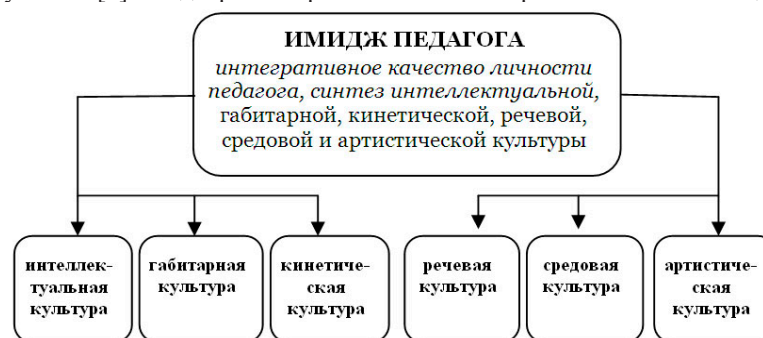 ИМИДЖ ПЕДАГОГА
интегративное качество личности
педагога, синтез интеллектуальной,
габитарной, кинетической, речевой,
средовой и артистической культуры
интеллек-
туальная
культура
габитарная
культура
кинетиче-
ская
культура
речевая
культура
средовая
культура
артистиче-
ская
культура